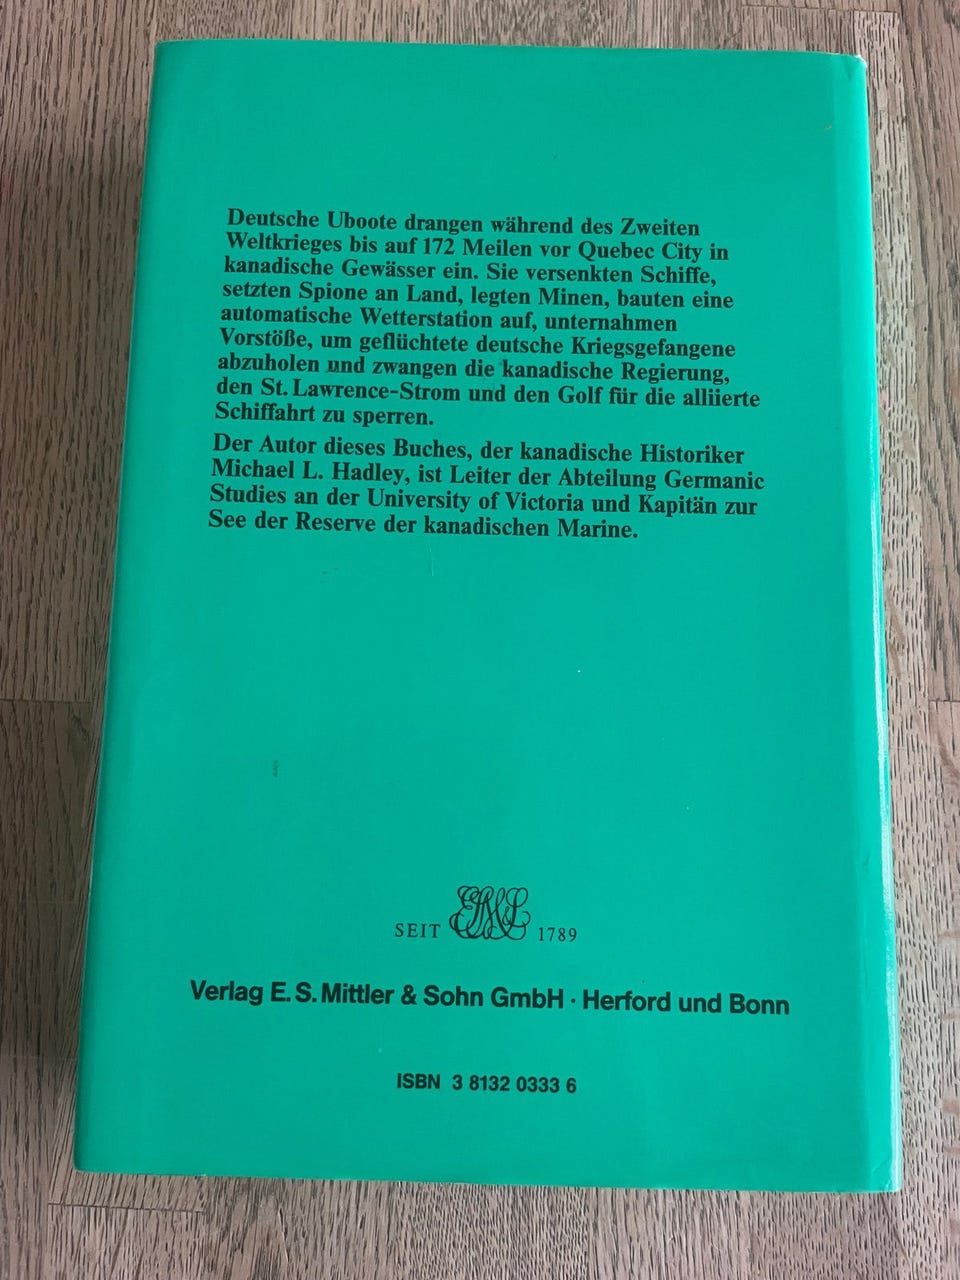 Deutsche Uboote drangen während des Zweiten
Weltkrieges bis auf 172 Meilen vor Quebec City in
kanadische Gewässer ein. Sie versenkten Schiffe,
setzten Spione an Land, legten Minen, bauten eine
automatische Wetterstation auf, unternahmen
Vorstöße, um geflüchtete deutsche Kriegsgefangene
abzuholen und zwangen die kanadische Regierung,
den St. Lawrence-Strom und den Golf für die alliierte
Schiffahrt zu sperren.
Der Autor dieses Buches, der kanadische Historiker
Michael L. Hadley, ist Leiter der Abteilung Germanic
Studies an der University of Victoria und Kapitän zur
See der Reserve der kanadischen Marine.
SEIT 1789
Verlag E. S. Mittler & Sohn GmbH · Herford und Bonn
ISBN 3 8132 0333 6